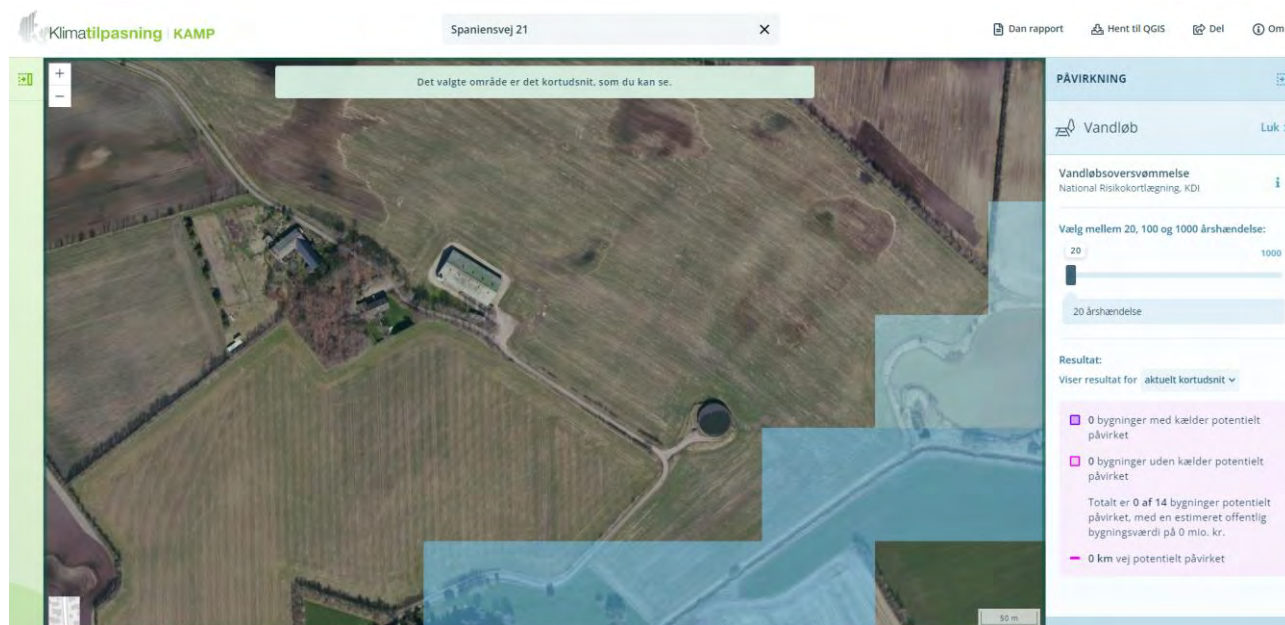 Klimatilpasning | KAMP
Spaniensvej 21
Dan rapport
Hent til QGIS
Del
Om
Det valgte område er det kortudsnit, som du kan se.
+
−
50 m
PÅVIRKNING
Vandløb
Luk
Vandløbsoversvømmelse
National Risikokortlægning, KDI
Vælg mellem 20, 100 og 1000 årshændelse:
20
1000
20 årshændelse
Resultat:
Viser resultat for aktuelt kortudsnit
0 bygninger med kælder potentielt
påvirket
0 bygninger uden kælder potentielt
påvirket
Totalt er 0 af 14 bygninger potentielt
påvirket, med en estimeret offentlig
bygningsværdi på 0 mio. kr.
0 km vej potentielt påvirket